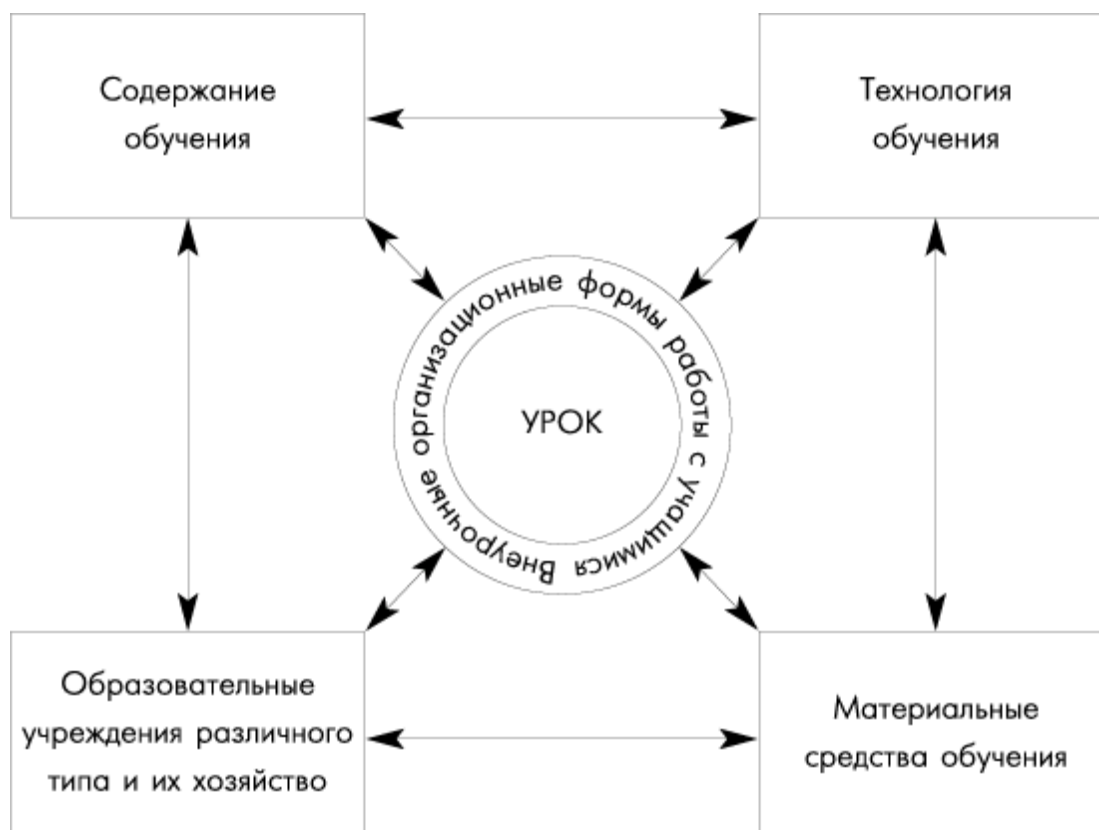 Содержание
обучения
Технология
обучения
Внеурочные организационные формы работы с учащимися
УРОК
Образовательные
учреждения различного
типа и их хозяйство
Материальные
средства обучения